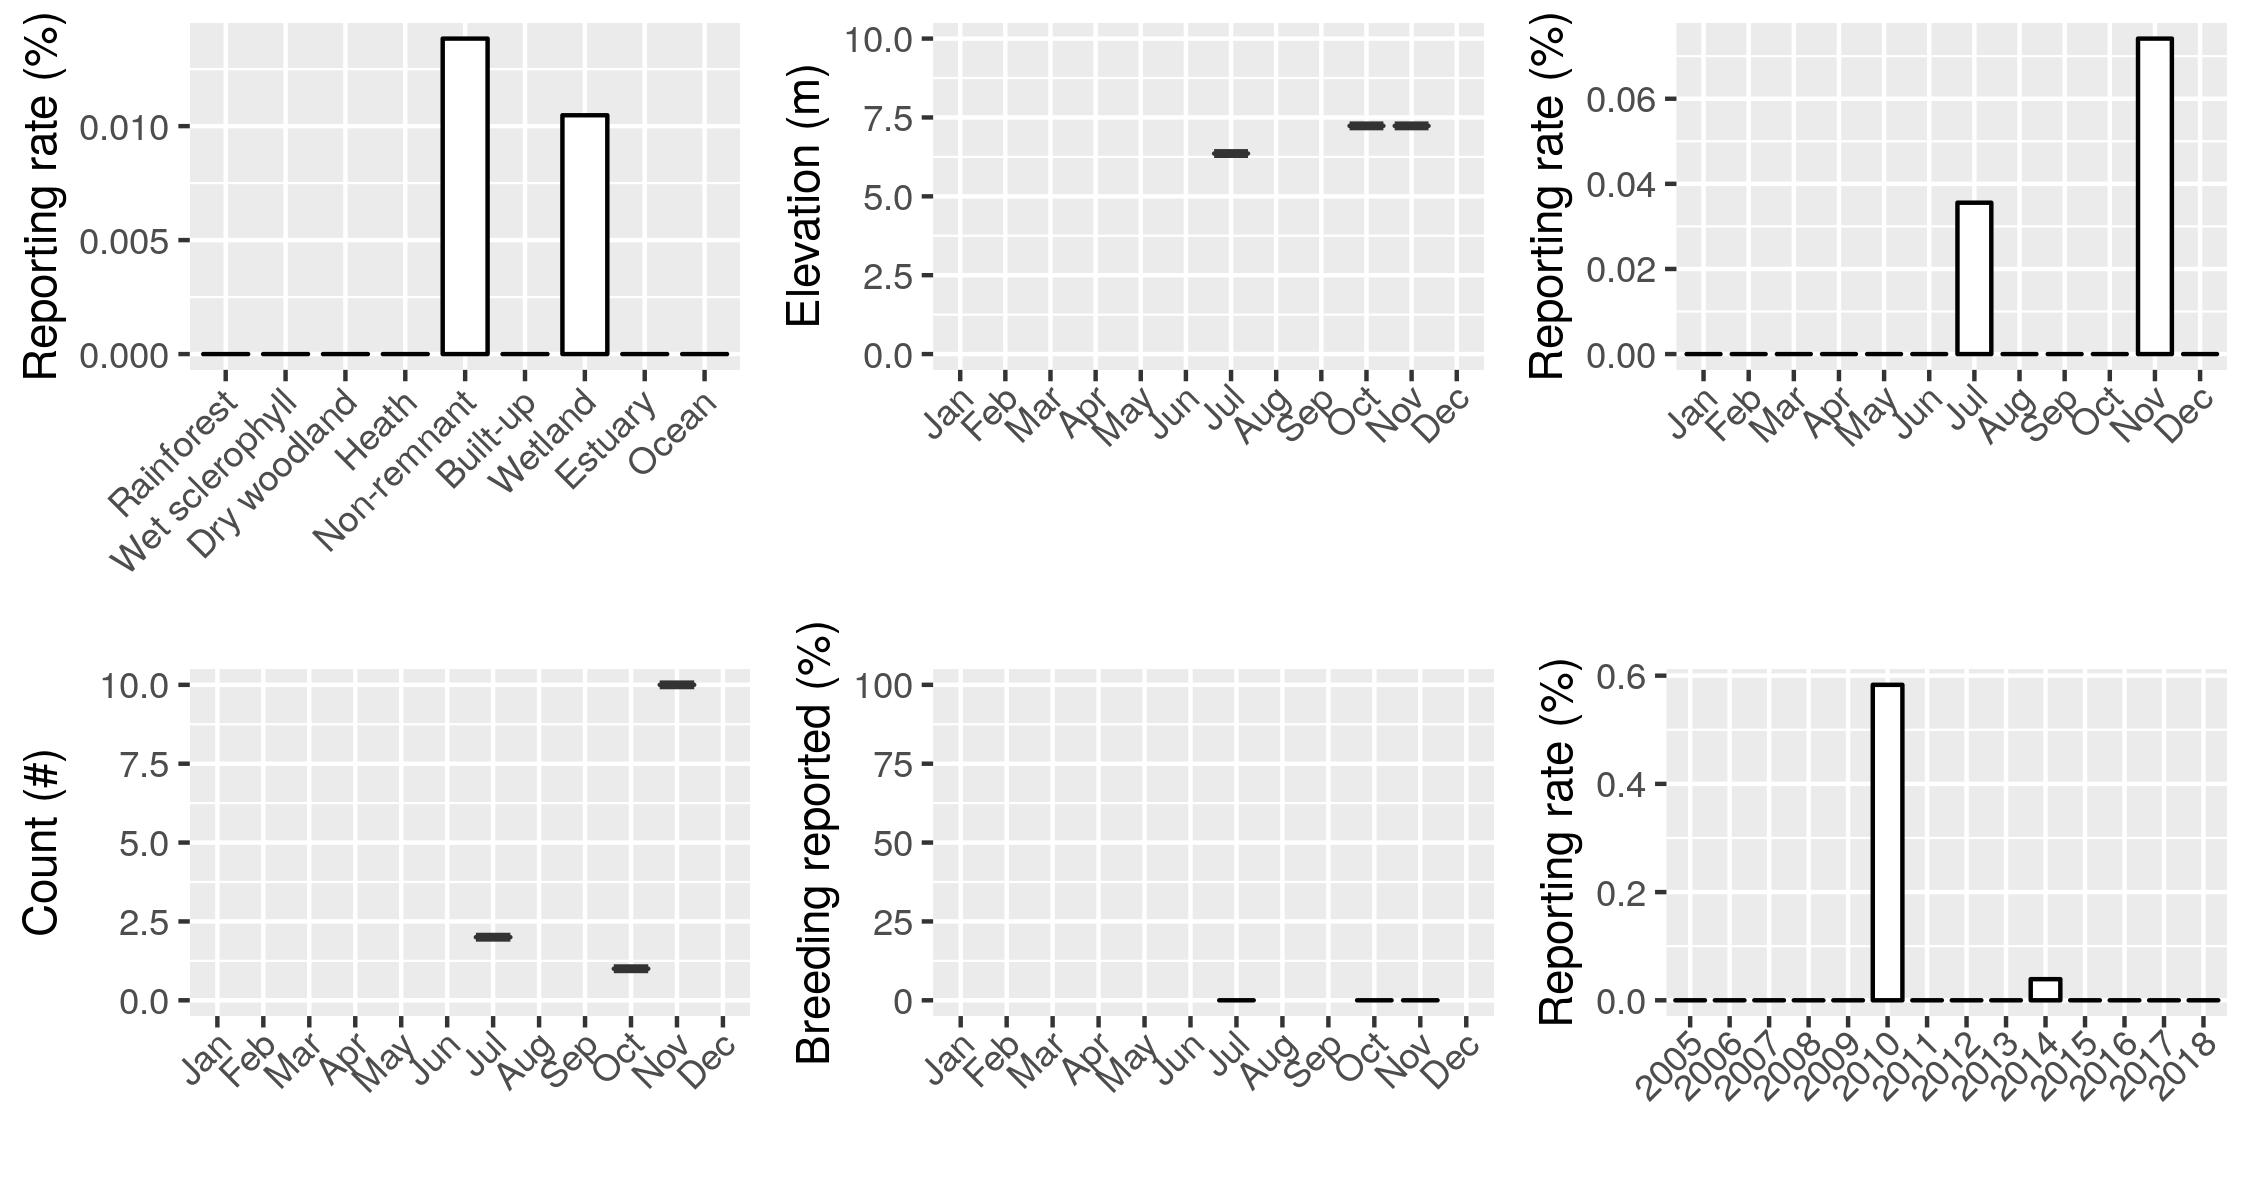 Reporting rate (%)
0.010
0.005
0.000
Rainforest
Wet sclerophyll
Dry woodland
Heath
Non-remnant
Built-up
Wetland
Estuary
Ocean
Elevation (m)
10.0
7.5
5.0
2.5
0.0
Jan
Feb
Mar
Apr
May
Jun
Jul
Aug
Sep
Oct
Nov
Dec
Reporting rate (%)
0.06
0.04
0.02
0.00
Jan
Feb
Mar
Apr
May
Jun
Jul
Aug
Sep
Oct
Nov
Dec
Count (#)
10.0
7.5
5.0
2.5
0.0
Jan
Feb
Mar
Apr
May
Jun
Jul
Aug
Sep
Oct
Nov
Dec
Breeding reported (%)
100
75
50
25
0
Jan
Feb
Mar
Apr
May
Jun
Jul
Aug
Sep
Oct
Nov
Dec
Reporting rate (%)
0.6
0.4
0.2
0.0
2005
2006
2007
2008
2009
2010
2011
2012
2013
2014
2015
2016
2017
2018